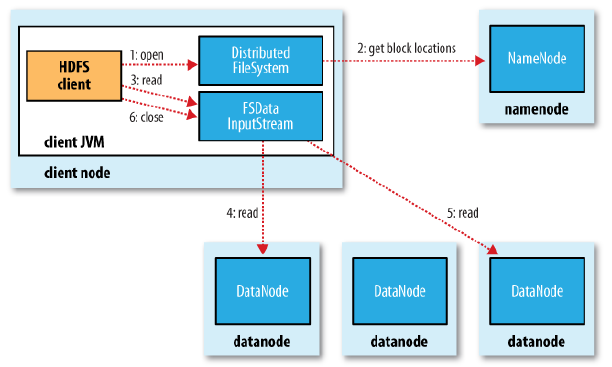 HDFS
client
1: open
3: read
6: close
Distributed
FileSystem
FSData
InputStream
client JVM
client node
2: get block locations
NameNode
namenode
4: read
5: read
DataNode
datanode
DataNode
datanode
DataNode
datanode